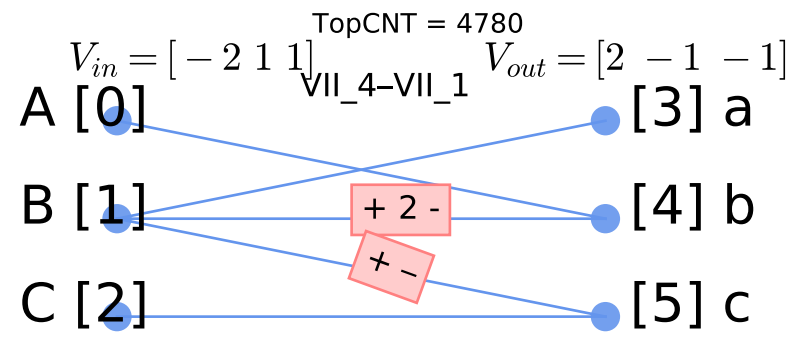 TopCNT = 4780
V_in = [ − 2 1 1] V_out = [2 − 1 − 1]
VII_4–VII_1
A [0] [3] a
B [1] + 2 - [4] b
+ −
C [2] [5] c